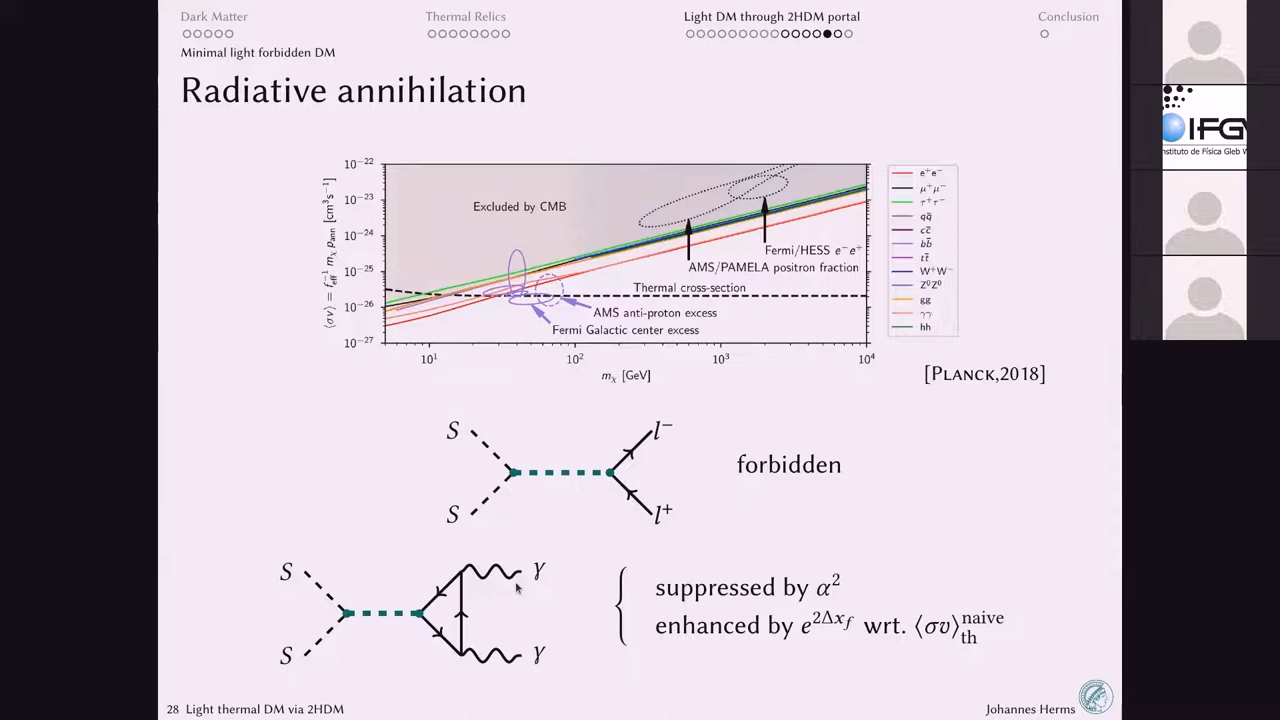 Dark Matter
Thermal Relics
Light DM through 2HDM portal
Conclusion
Minimal light forbidden DM
Radiative annihilation
10⁻²²
10⁻²³
10⁻²⁴
10⁻²⁵
10⁻²⁶
10⁻²⁷
⟨σv⟩ = f_eff⁻¹ m_χ p_ann [cm³s⁻¹]
Excluded by CMB
Fermi/HESS e⁻e⁺
AMS/PAMELA positron fraction
Thermal cross-section
AMS anti-proton excess
Fermi Galactic center excess
10¹
10²
10³
10⁴
m_χ [GeV]
e⁺e⁻
μ⁺μ⁻
τ⁺τ⁻
qq̄
cc̄
bb̄
tt̄
W⁺W⁻
Z⁰Z⁰
gg
γγ
hh
[PLANCK,2018]
S
S
l⁻
l⁺
forbidden
S
S
γ
γ
suppressed by α²
enhanced by e^{2Δx_f} wrt. ⟨σv⟩_th^naive
28 Light thermal DM via 2HDM
Johannes Herms
IFG
nstituto de Física Gleb W